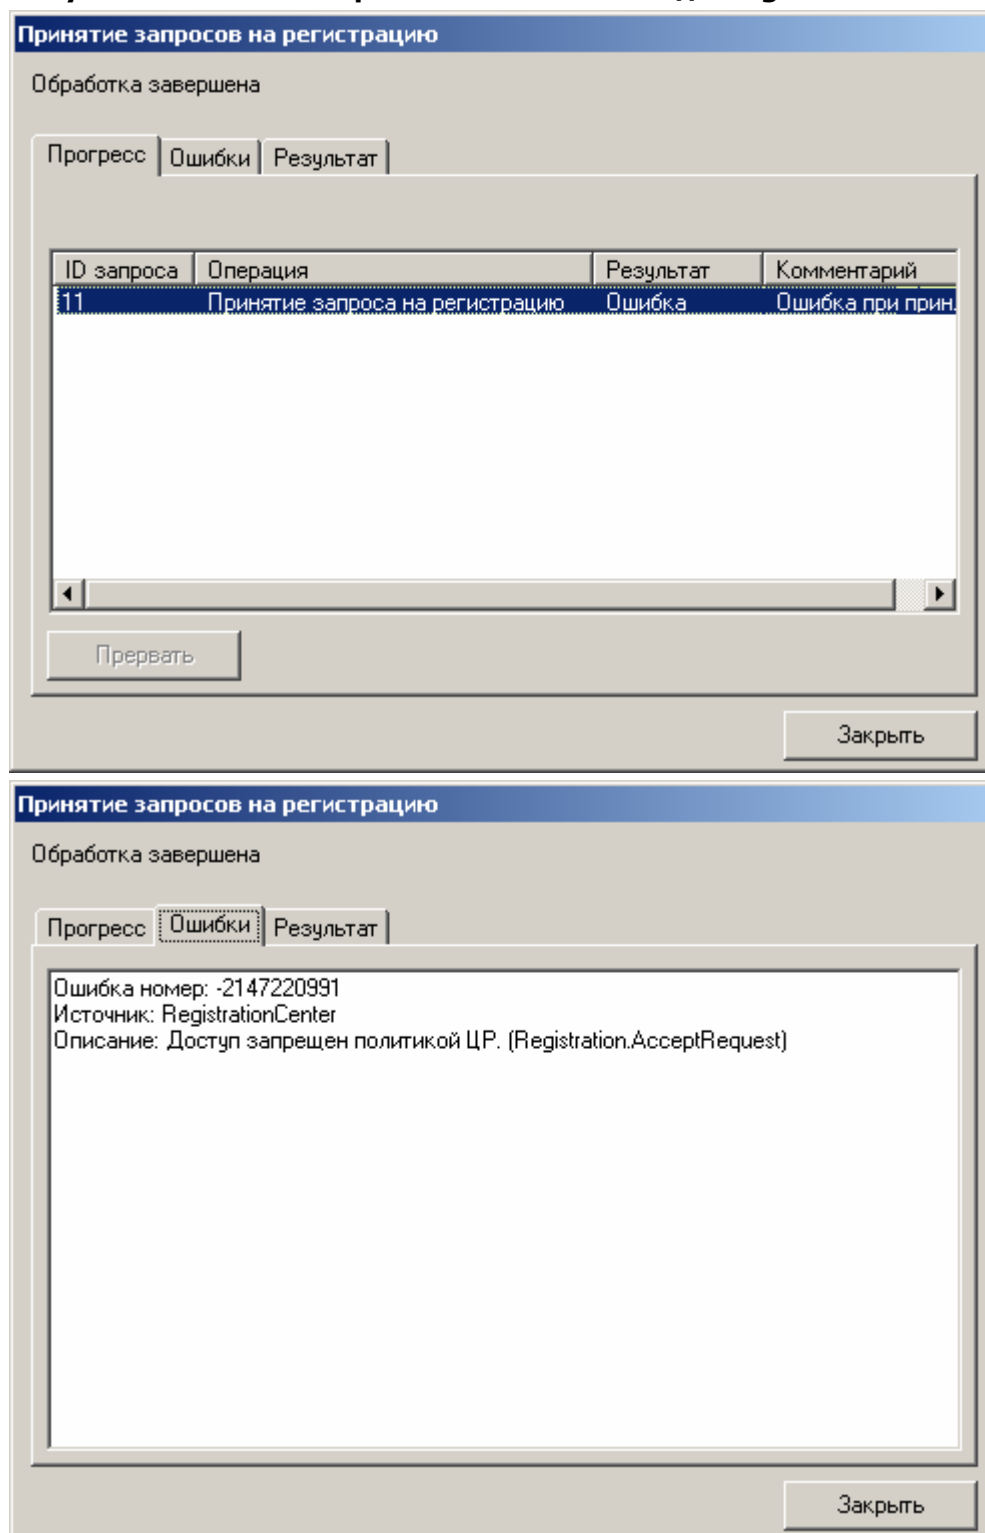 Принятие запросов на регистрацию
Обработка завершена
Прогресс Ошибки Результат
ID запроса Операция Результат Комментарий
11 Принятие запроса на регистрацию Ошибка Ошибка при прин.
Прервать
Закрыть
Принятие запросов на регистрацию
Обработка завершена
Прогресс Ошибки Результат
Ошибка номер: -2147220991
Источник: RegistrationCenter
Описание: Доступ запрещен политикой ЦР. (Registration.AcceptRequest)
Закрыть